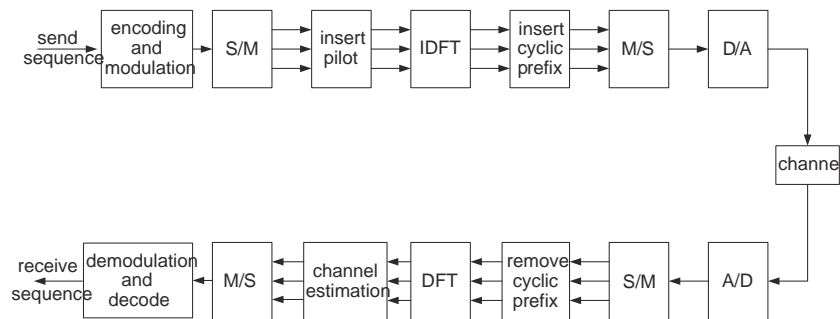 send
sequence
encoding
and
modulation
S/M
insert
pilot
IDFT
insert
cyclic
prefix
M/S
D/A
channe
receive
sequence
demodulation
and
decode
M/S
channel
estimation
DFT
remove
cyclic
prefix
S/M
A/D